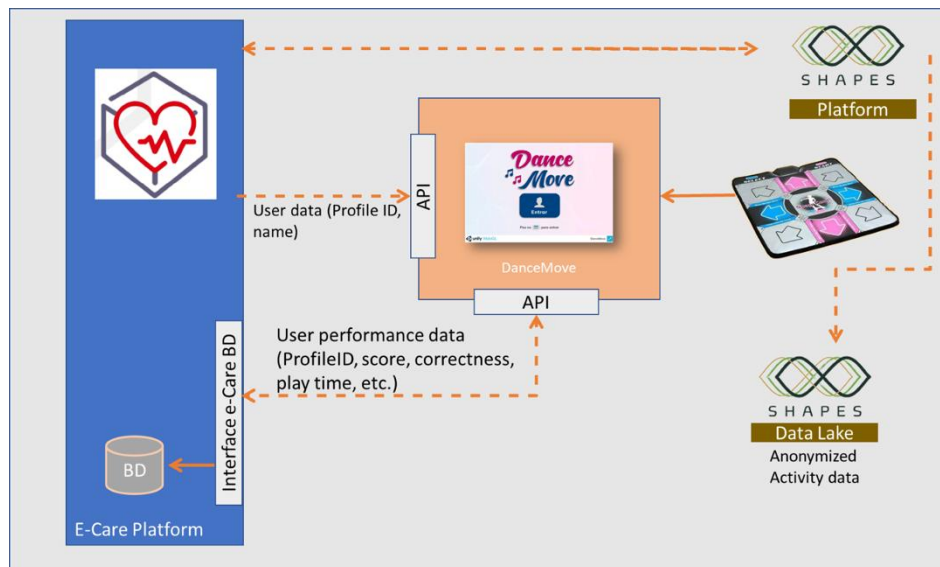 SHAPES
Platform
API
Dance
Move
Entrar
unity
DanceMove
User data (Profile ID,
name)
API
User performance data
(ProfileID, score, correctness,
play time, etc.)
Interface e-Care BD
BD
E-Care Platform
SHAPES
Data Lake
Anonymized
Activity data